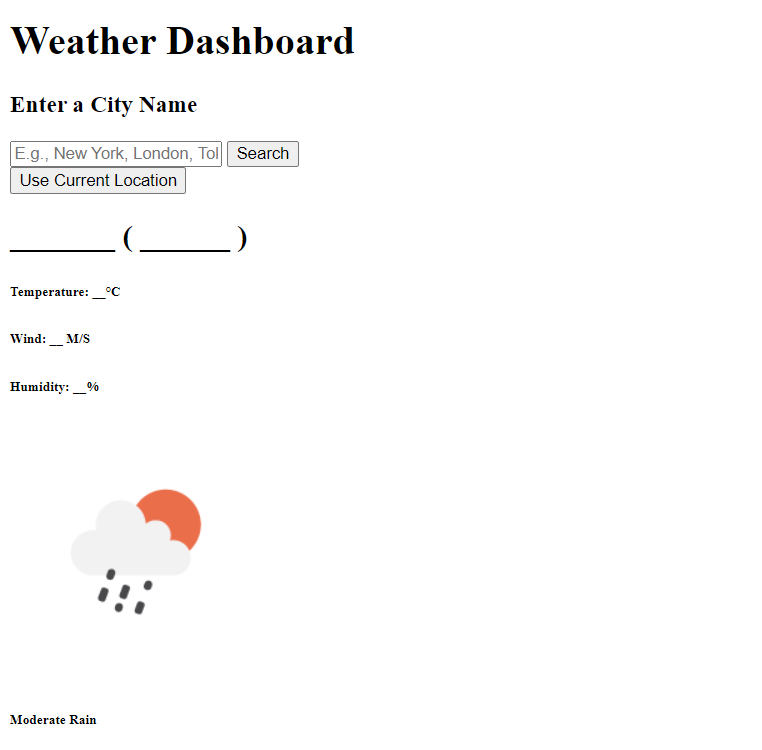 Weather Dashboard
Enter a City Name
E.g., New York, London, Tol Search
Use Current Location
_______ ( ______ )
Temperature: __°C
Wind: __ M/S
Humidity: __%
Moderate Rain